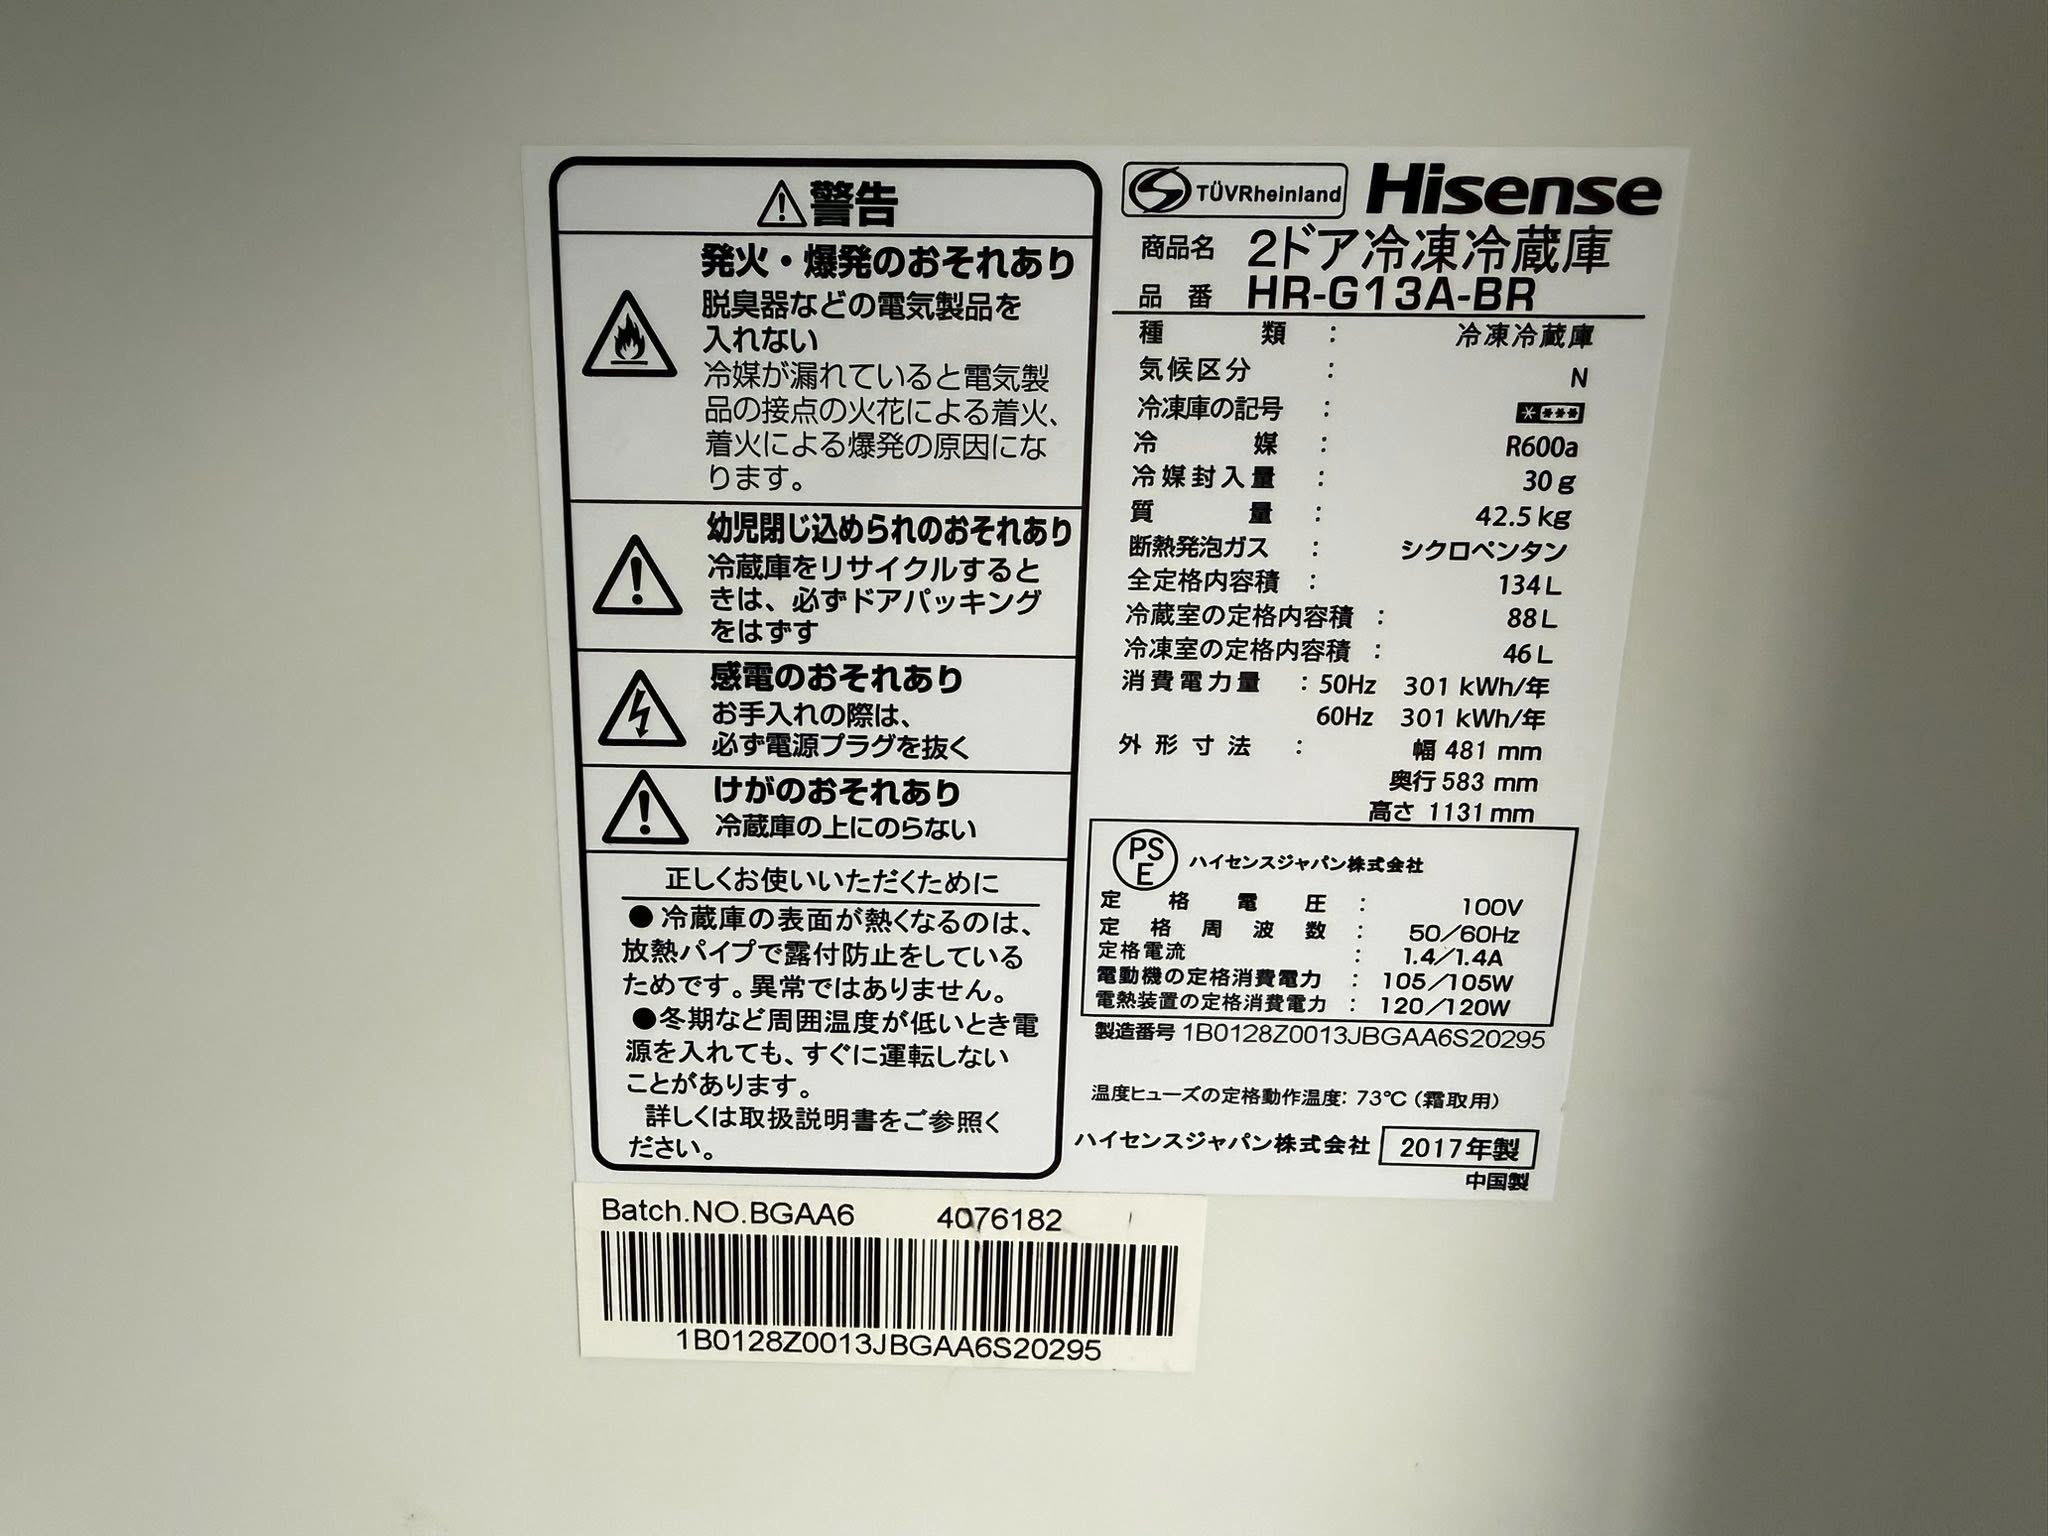 ⚠警告
発火・爆発のおそれあり
脱臭器などの電気製品を
入れない
冷媒が漏れていると電気製
品の接点の火花による着火、
着火による爆発の原因にな
ります。
幼児閉じ込められのおそれあり
冷蔵庫をリサイクルすると
きは、必ずドアパッキング
をはずす
感電のおそれあり
お手入れの際は、
必ず電源プラグを抜く
けがのおそれあり
冷蔵庫の上にのらない
正しくお使いいただくために
●冷蔵庫の表面が熱くなるのは、
放熱パイプで露付防止をしている
ためです。異常ではありません。
●冬期など周囲温度が低いとき電
源を入れても、すぐに運転しない
ことがあります。
詳しくは取扱説明書をご参照く
ださい。
TÜVRheinland Hisense
商品名 2ドア冷凍冷蔵庫
品番 HR-G13A-BR
種類： 冷凍冷蔵庫
気候区分： N
冷凍庫の記号： ****
冷媒： R600a
冷媒封入量： 30g
質量： 42.5kg
断熱発泡ガス： シクロペンタン
全定格内容積： 134L
冷蔵室の定格内容積： 88L
冷凍室の定格内容積： 46L
消費電力量：50Hz 301 kWh/年
60Hz 301 kWh/年
外形寸法： 幅 481 mm
奥行 583 mm
高さ 1131 mm
PSE ハイセンスジャパン株式会社
定格電圧： 100V
定格周波数： 50/60Hz
定格電流： 1.4/1.4A
電動機の定格消費電力： 105/105W
電熱装置の定格消費電力： 120/120W
製造番号 1B0128Z0013JBGAA6S20295
温度ヒューズの定格動作温度: 73℃ (霜取用)
ハイセンスジャパン株式会社 2017年製
中国製
Batch.NO.BGAA6 4076182
1B0128Z0013JBGAA6S20295